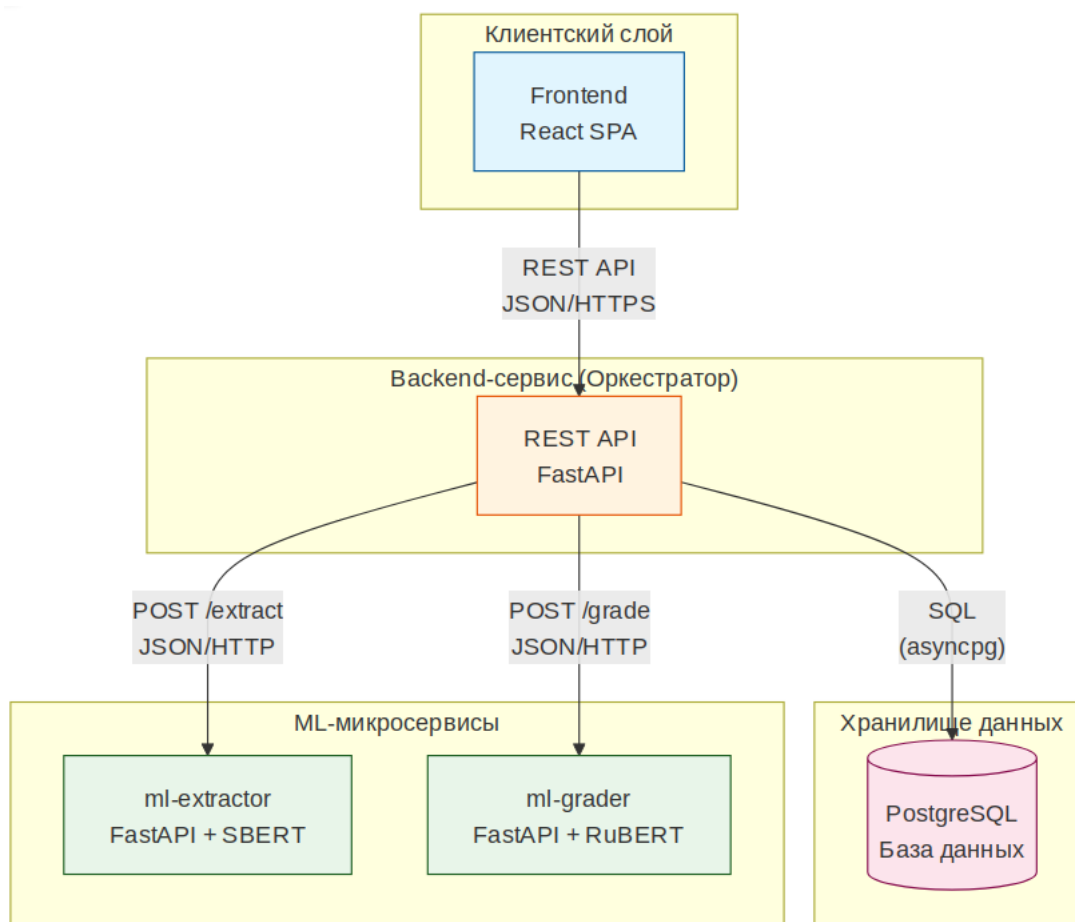 Клиентский слой
Frontend
React SPA
REST API
JSON/HTTPS
Backend-сервис (Оркестратор)
REST API
FastAPI
POST /extract
JSON/HTTP
POST /grade
JSON/HTTP
SQL
(asyncpg)
ML-микросервисы
Хранилище данных
ml-extractor
FastAPI + SBERT
ml-grader
FastAPI + RuBERT
PostgreSQL
База данных